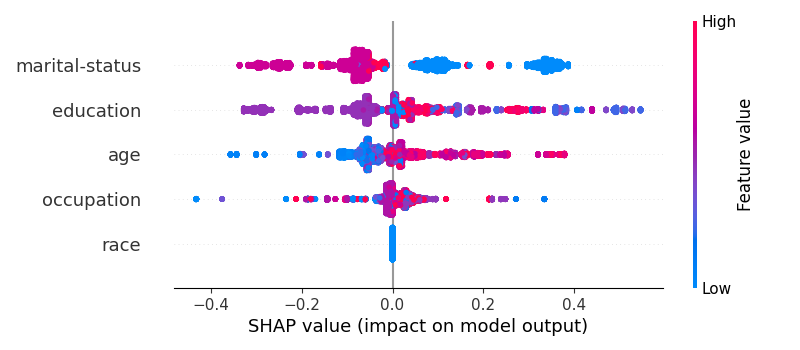 High
marital-status
education
age
occupation
race
Feature value
Low
−0.4 −0.2 0.0 0.2 0.4
SHAP value (impact on model output)